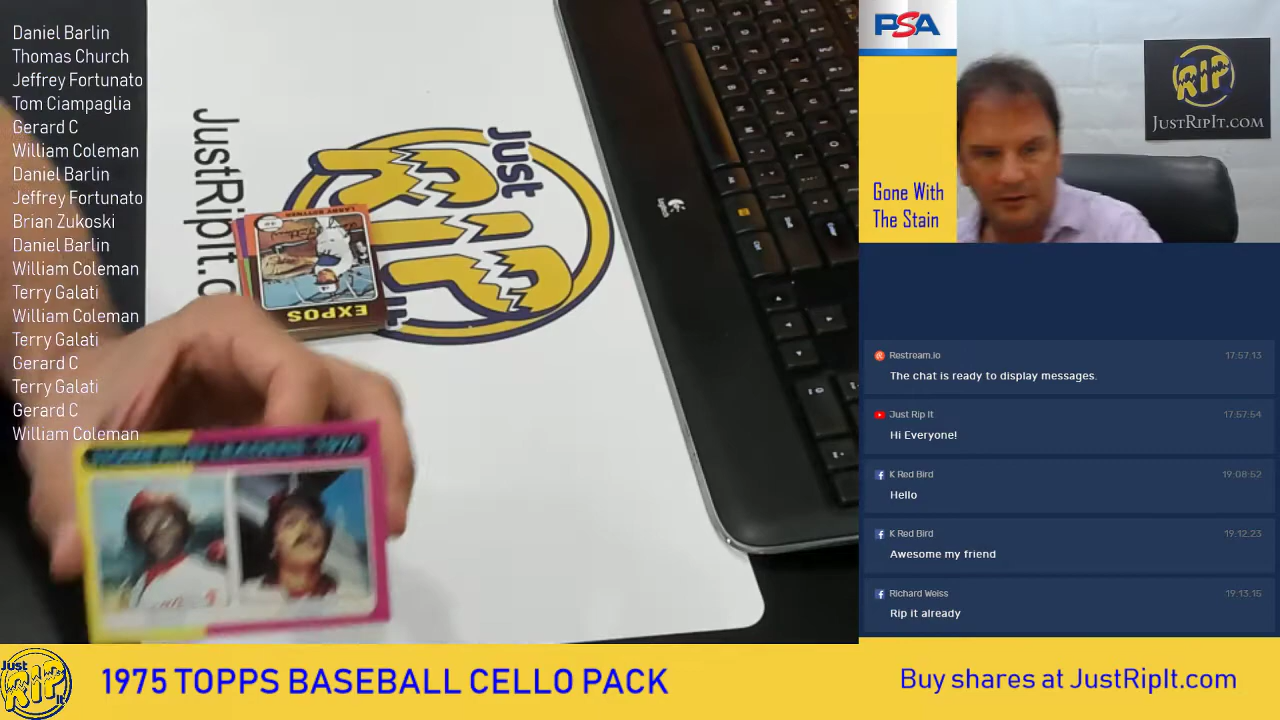 Daniel Barlin
Thomas Church
Jeffrey Fortunato
Tom Ciampaglia
Gerard C
William Coleman
Daniel Barlin
Jeffrey Fortunato
Brian Zukoski
Daniel Barlin
William Coleman
Terry Galati
William Coleman
Terry Galati
Gerard C
Terry Galati
Gerard C
William Coleman
JustRipIt.c
Just
RIP
It
EXPOS
Logitech
PSA
Gone With
The Stain
RIP
JUSTRIPIT.COM
Restream.io 17:57:13
The chat is ready to display messages.
Just Rip It 17:57:54
Hi Everyone!
K Red Bird 19:08:52
Hello
K Red Bird 19:12:23
Awesome my friend
Richard Weiss 19:13:15
Rip it already
Just
RIP
It
1975 TOPPS BASEBALL CELLO PACK
Buy shares at JustRipIt.com